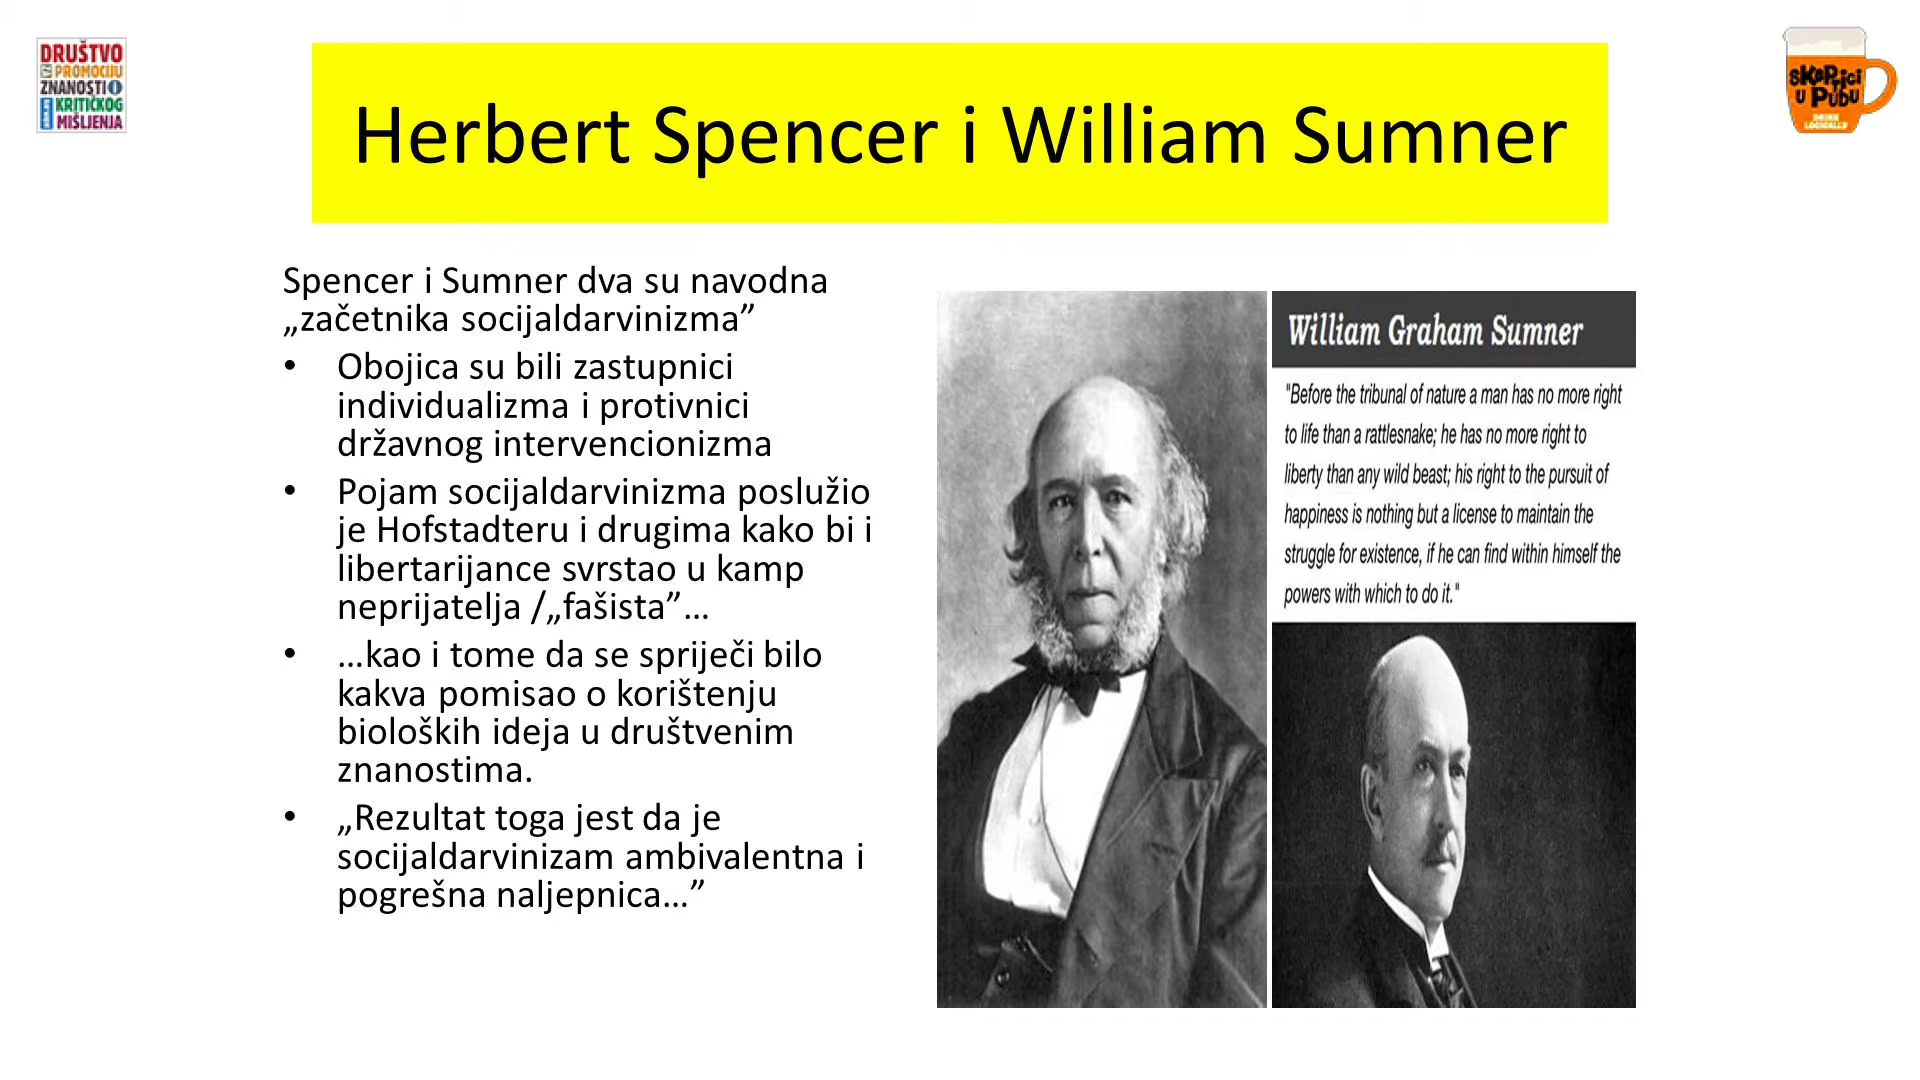 DRUŠTVO
ZA PROMOCIJU
ZNANOSTI I
KRITIČKOG
MIŠLJENJA
SKEPTICI
U PUBU
DRINK
LOGICALLY
Herbert Spencer i William Sumner
Spencer i Sumner dva su navodna
„začetnika socijaldarvinizma”
• Obojica su bili zastupnici
individualizma i protivnici
državnog intervencionizma
• Pojam socijaldarvinizma poslužio
je Hofstadteru i drugima kako bi i
libertarijance svrstao u kamp
neprijatelja /„fašista”…
• …kao i tome da se spriječi bilo
kakva pomisao o korištenju
bioloških ideja u društvenim
znanostima.
• „Rezultat toga jest da je
socijaldarvinizam ambivalentna i
pogrešna naljepnica…”
William Graham Sumner
"Before the tribunal of nature a man has no more right
to life than a rattlesnake; he has no more right to
liberty than any wild beast; his right to the pursuit of
happiness is nothing but a license to maintain the
struggle for existence, if he can find within himself the
powers with which to do it."